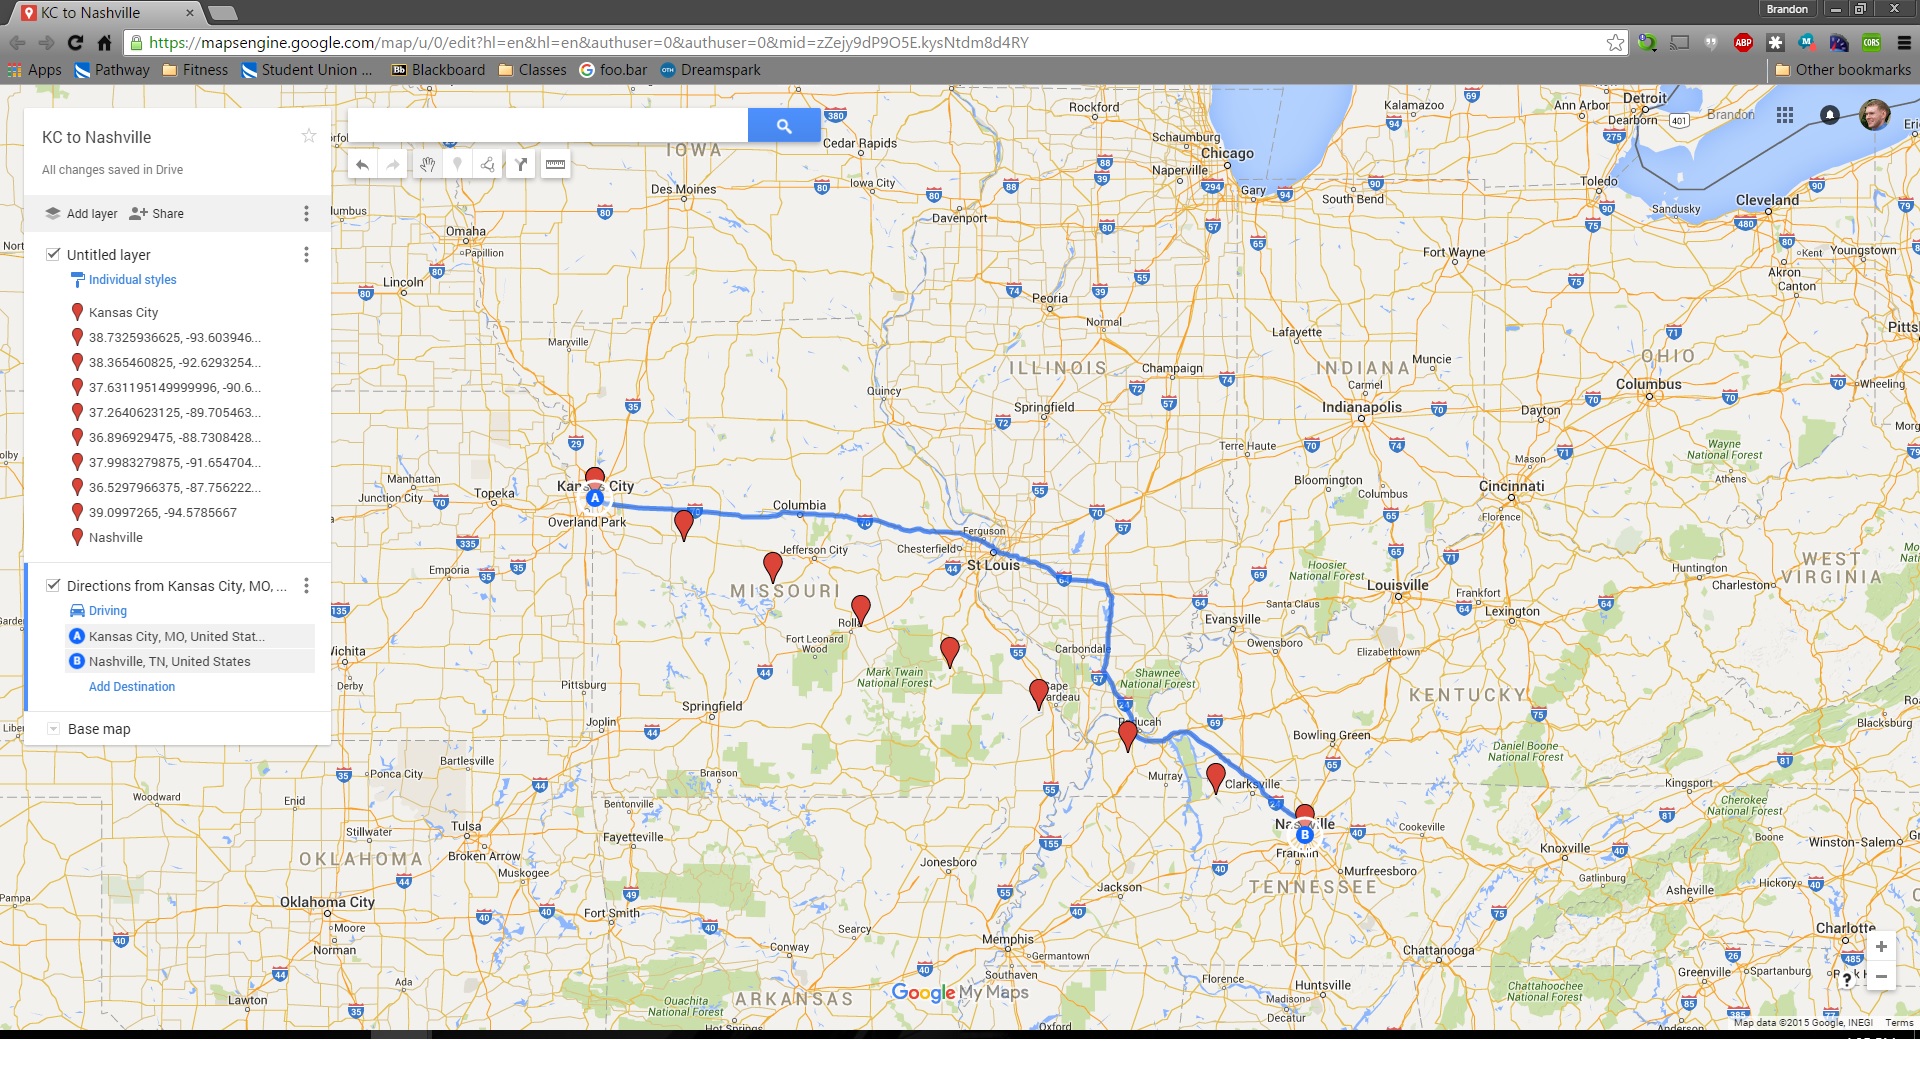 KC to Nashville
Brandon
https://mapsengine.google.com/map/u/0/edit?hl=en&hl=en&authuser=0&authuser=0&mid=zZejy9dP9O5E.kysNtdm8d4RY
ABP
CORS
Apps Pathway Fitness Student Union ... Bb Blackboard Classes foo.bar OTH Dreamspark Other bookmarks
KC to Nashville
All changes saved in Drive
Add layer Share
Untitled layer
Individual styles
Kansas City
38.7325936625, -93.603946...
38.365460825, -92.6293254...
37.631195149999996, -90.6...
37.2640623125, -89.705463...
36.896929475, -88.7308428...
37.9983279875, -91.654704...
36.5297966375, -87.756222...
39.0997265, -94.5785667
Nashville
Directions from Kansas City, MO, ...
Driving
A Kansas City, MO, United Stat...
B Nashville, TN, United States
Add Destination
Base map
Rockford
Kalamazoo
Ann Arbor
Detroit
Dearborn
Brandon
IOWA
Cedar Rapids
Schaumburg
Chicago
Naperville
Gary
South Bend
Toledo
Sandusky
Cleveland
Des Moines
Iowa City
Davenport
Omaha
Papillion
Lincoln
Fort Wayne
Kent
Youngstown
Akron
Canton
Peoria
Normal
Lafayette
Maryville
ILLINOIS
INDIANA
Muncie
OHIO
Champaign
Carmel
Columbus
Wheeling
Quincy
Springfield
Indianapolis
Dayton
Terre Haute
Mason
Wayne
National Forest
Manhattan
Junction City
Topeka
Kansas City
A
Overland Park
Columbia
Bloomington
Columbus
Cincinnati
Florence
Ferguson
Chesterfield
St Louis
Jefferson City
Emporia
MISSOURI
Hoosier
National Forest
Louisville
Frankfort
Lexington
Huntington
Charleston
WEST
VIRGINIA
Santa Claus
Evansville
Owensboro
Elizabethtown
Rolla
Fort Leonard
Wood
Carbondale
Mark Twain
National Forest
Shawnee
National Forest
KENTUCKY
Wichita
Derby
Pittsburg
Springfield
Joplin
Bowling Green
Daniel Boone
National Forest
Blacksburg
Bartlesville
Ponca City
Branson
Murray
Clarksville
Kingsport
Woodward
Enid
Bentonville
Nashville
B
Cherokee
National Forest
Boone
Stillwater
Tulsa
Broken Arrow
Fayetteville
Franklin
Cookeville
Knoxville
Winston-Salem
OKLAHOMA
Muskogee
Jonesboro
Murfreesboro
Gatlinburg
Hickory
Pampa
Jackson
TENNESSEE
Asheville
Oklahoma City
Moore
Norman
Fort Smith
Searcy
Conway
Memphis
Germantown
Southaven
Chattanooga
Charlotte
Florence
Huntsville
Madison
Decatur
Greenville
Spartanburg
Chattahoochee
National Forest
Ada
Lawton
Ouachita
National Forest
ARKANSAS
Hot Springs
Oxford
Google My Maps
Map data ©2015 Google, INEGI Terms